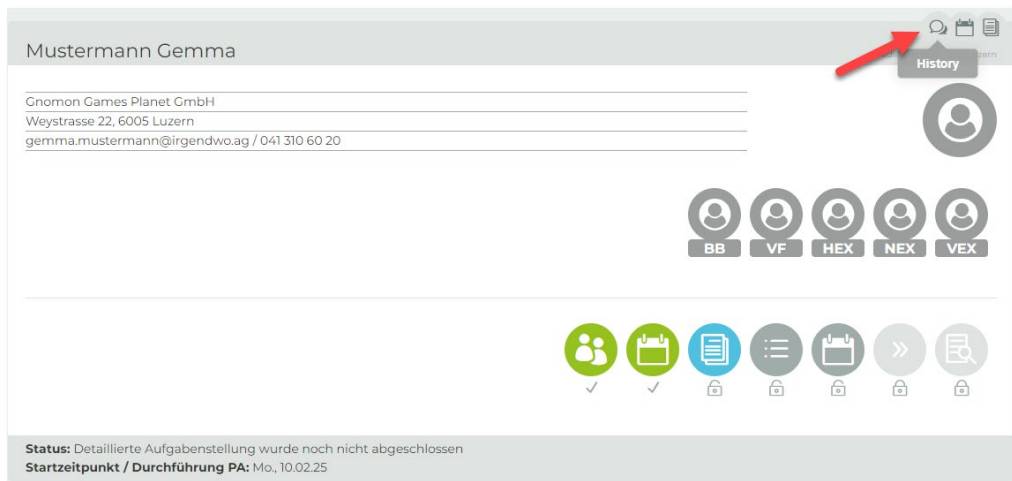 Mustermann Gemma
History
Gnomon Games Planet GmbH
Weystrasse 22, 6005 Luzern
gemma.mustermann@irgendwo.ag / 041 310 60 20
BB VF HEX NEX VEX
Status: Detaillierte Aufgabenstellung wurde noch nicht abgeschlossen
Startzeitpunkt / Durchführung PA: Mo., 10.02.25